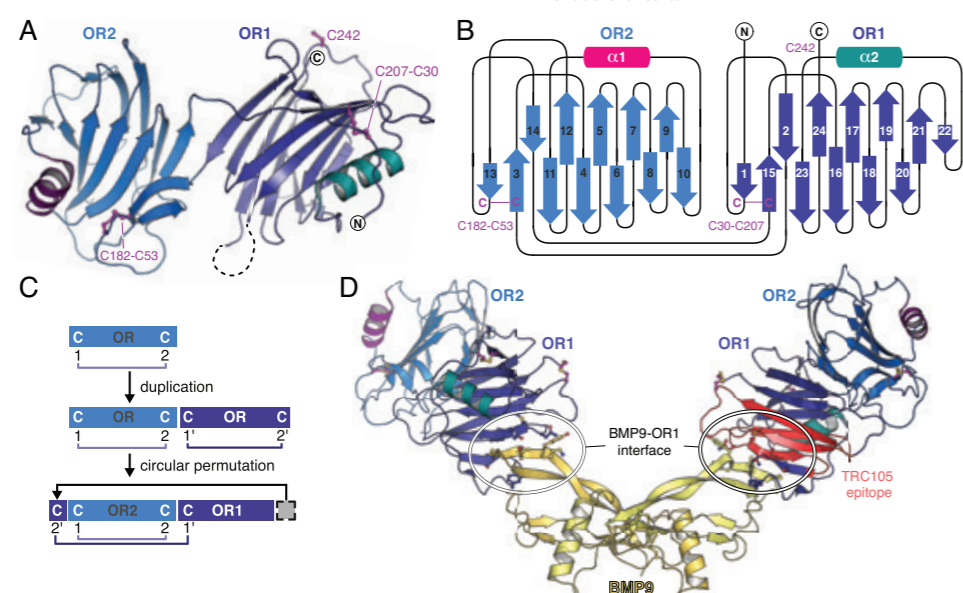 A
OR2
OR1
C242
C
C207-C30
N
C182-C53
B
OR2
OR1
N
C
C242
α1
α2
14
12
5
7
9
13
3
11
4
6
8
10
C
C
C182-C53
2
24
17
19
21
22
1
15
23
16
18
20
C
C
C30-C207
C
C OR C
1 2
duplication
C OR C C OR C
1 2 1' 2'
circular permutation
C C OR2 C C OR1
2' 1 2 1'
D
OR2
OR2
OR1
OR1
BMP9-OR1
interface
TRC105
epitope
BMP9